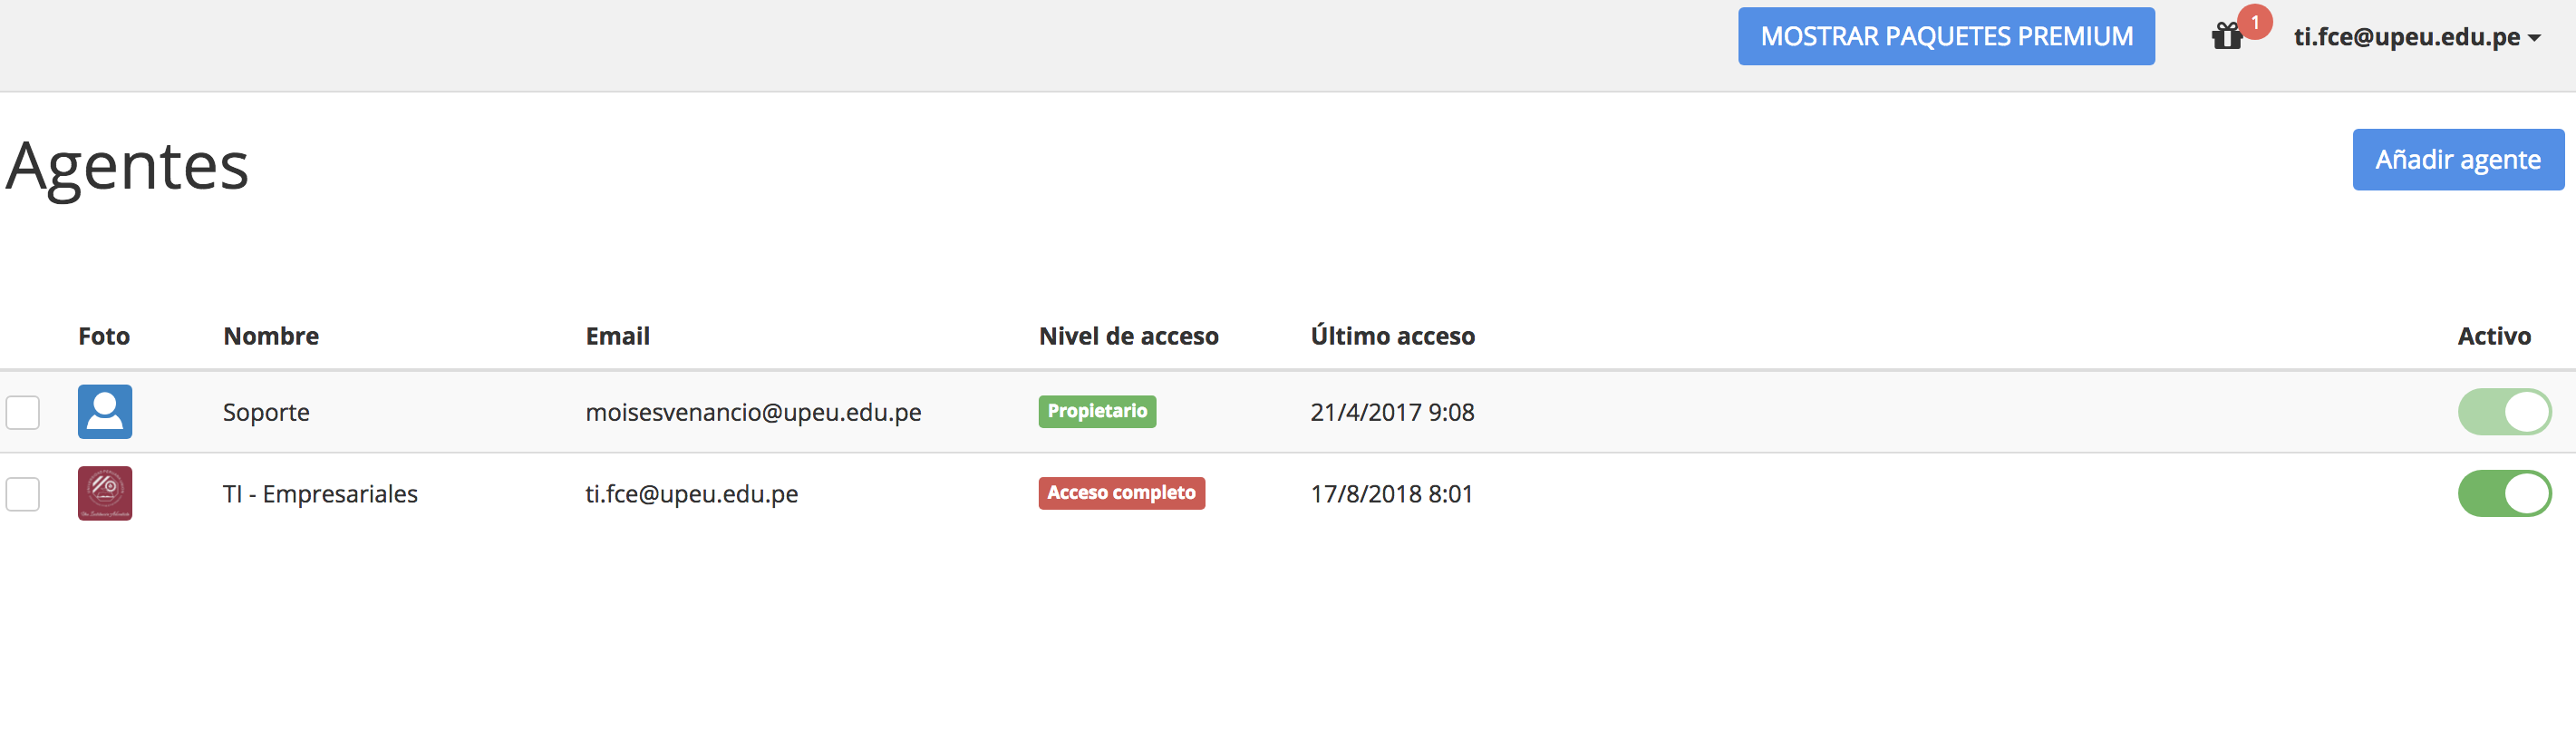 MOSTRAR PAQUETES PREMIUM 1 ti.fce@upeu.edu.pe
Agentes Añadir agente
Foto Nombre Email Nivel de acceso Último acceso Activo
Soporte moisesvenancio@upeu.edu.pe Propietario 21/4/2017 9:08
TI - Empresariales ti.fce@upeu.edu.pe Acceso completo 17/8/2018 8:01